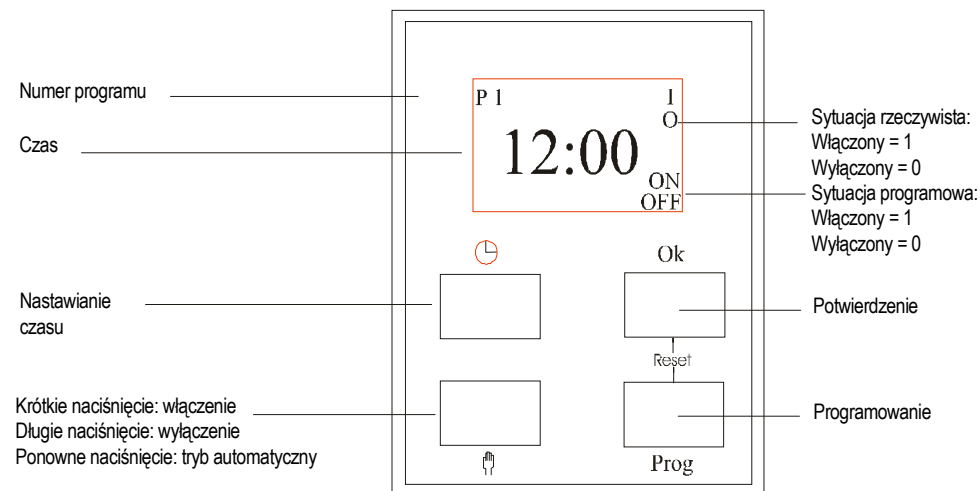 Numer programu
Czas
P 1
1
O
12:00
ON
OFF
Sytuacja rzeczywista:
Włączony = 1
Wyłączony = 0
Sytuacja programowa:
Włączony = 1
Wyłączony = 0
Ok
Nastawianie
czasu
Potwierdzenie
Reset
Krótkie naciśnięcie: włączenie
Długie naciśnięcie: wyłączenie
Ponowne naciśnięcie: tryb automatyczny
Programowanie
Prog